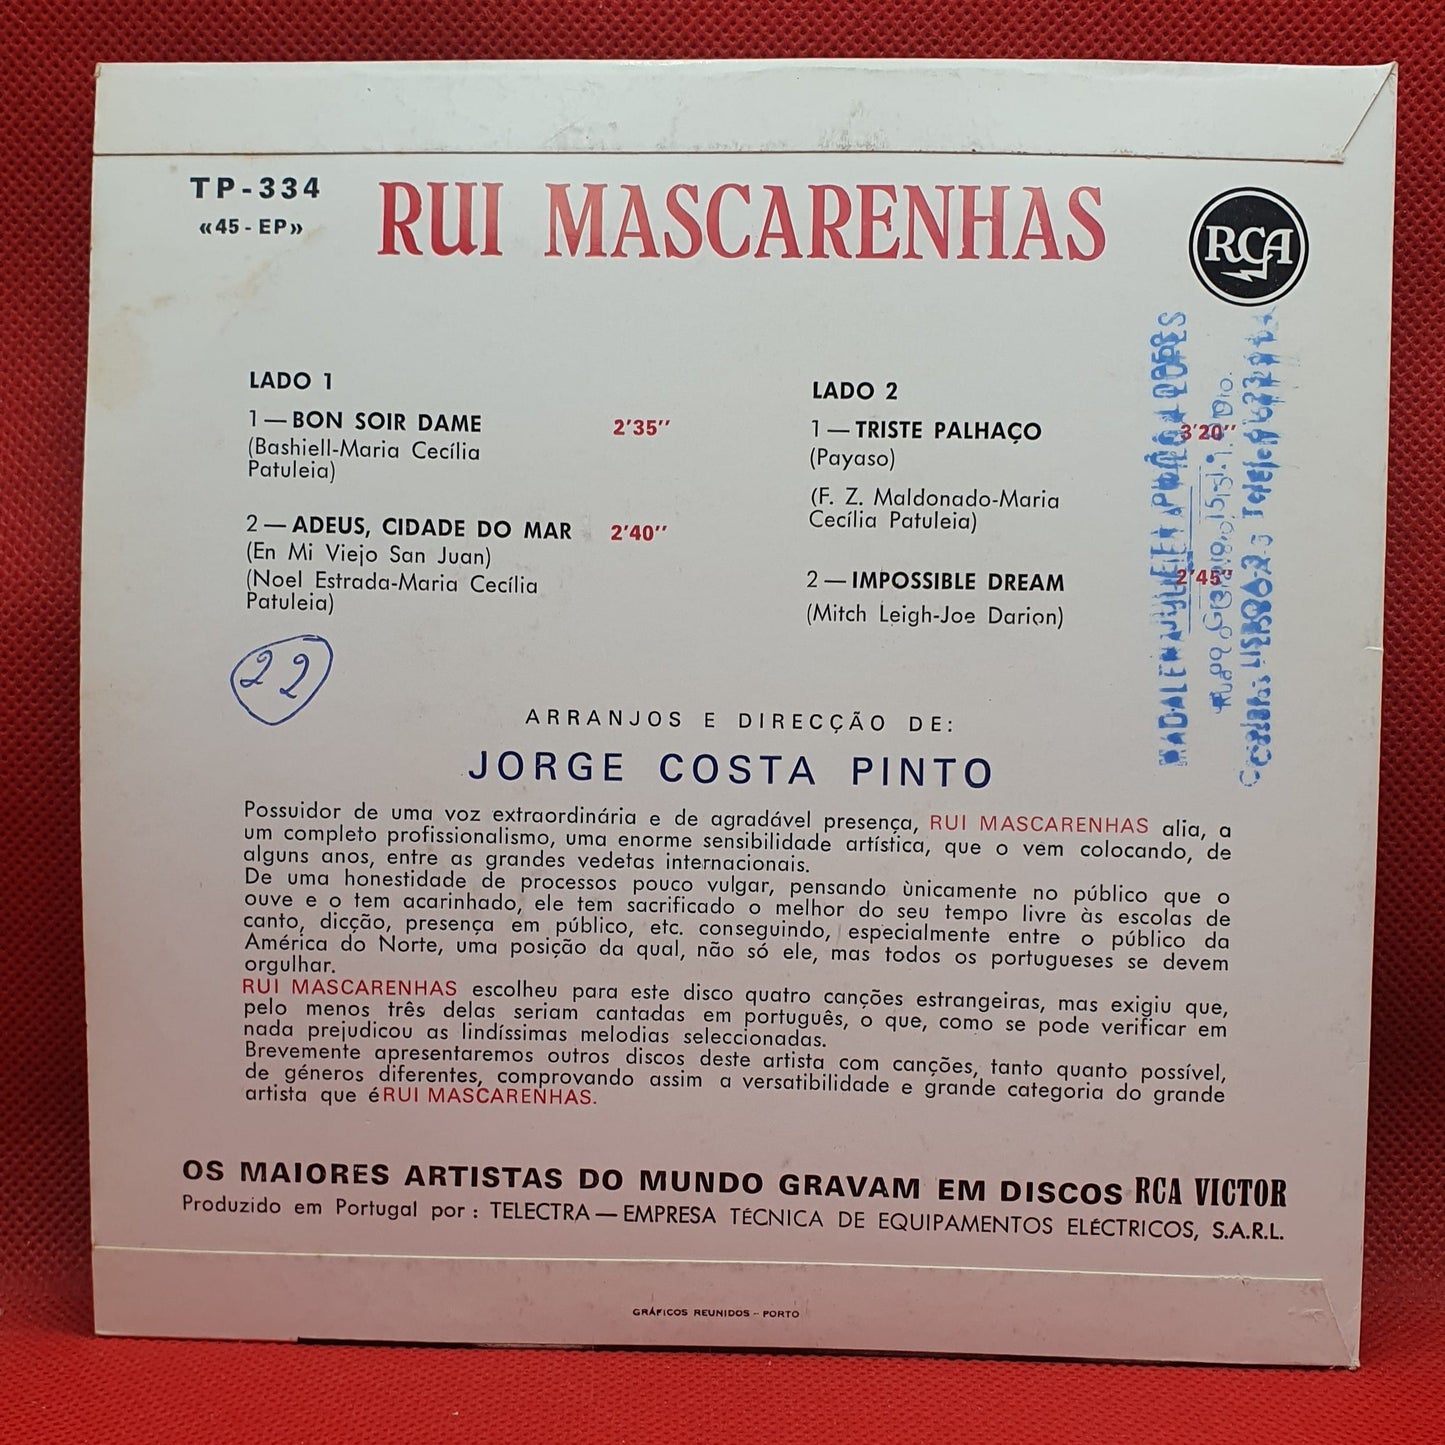 TP-334
«45-EP»
RUI MASCARENHAS
RCA
LADO 1
1 — BON SOIR DAME 2'35''
(Bashiell-Maria Cecília
Patuleia)
2 — ADEUS, CIDADE DO MAR 2'40''
(En Mi Viejo San Juan)
(Noel Estrada-Maria Cecília
Patuleia)
LADO 2
1 — TRISTE PALHAÇO 3'20''
(Payaso)
(F. Z. Maldonado-Maria
Cecília Patuleia)
2 — IMPOSSIBLE DREAM 2'45''
(Mitch Leigh-Joe Darion)
22
ARRANJOS E DIRECÇÃO DE:
JORGE COSTA PINTO
Possuidor de uma voz extraordinária e de agradável presença, RUI MASCARENHAS alia, a
um completo profissionalismo, uma enorme sensibilidade artística, que o vem colocando, de
alguns anos, entre as grandes vedetas internacionais.
De uma honestidade de processos pouco vulgar, pensando ùnicamente no público que o
ouve e o tem acarinhado, ele tem sacrificado o melhor do seu tempo livre às escolas de
canto, dicção, presença em público, etc. conseguindo, especialmente entre o público da
América do Norte, uma posição da qual, não só ele, mas todos os portugueses se devem
orgulhar.
RUI MASCARENHAS escolheu para este disco quatro canções estrangeiras, mas exigiu que,
pelo menos três delas seriam cantadas em português, o que, como se pode verificar em
nada prejudicou as lindíssimas melodias seleccionadas.
Brevemente apresentaremos outros discos deste artista com canções, tanto quanto possível,
de géneros diferentes, comprovando assim a versatibilidade e grande categoria do grande
artista que é RUI MASCARENHAS.
OS MAIORES ARTISTAS DO MUNDO GRAVAM EM DISCOS RCA VICTOR
Produzido em Portugal por : TELECTRA — EMPRESA TÉCNICA DE EQUIPAMENTOS ELÉCTRICOS, S.A.R.L.
GRÁFICOS REUNIDOS - PORTO